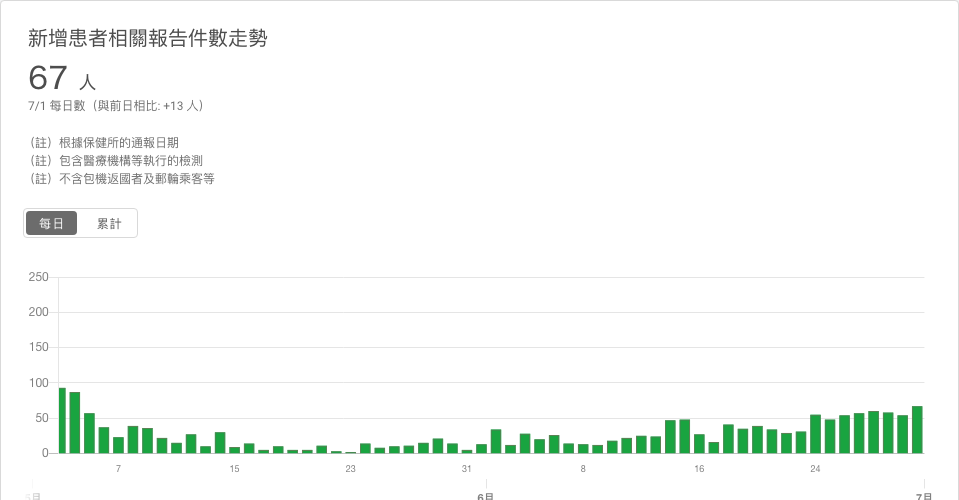 新增患者相關報告件數走勢
67 人
7/1 每日數（與前日相比: +13 人）
（註）根據保健所的通報日期
（註）包含醫療機構等執行的檢測
（註）不含包機返國者及郵輪乘客等
每日 累計
250
200
150
100
50
0
7 15 23 31 8 16 24
5月 6月 7月